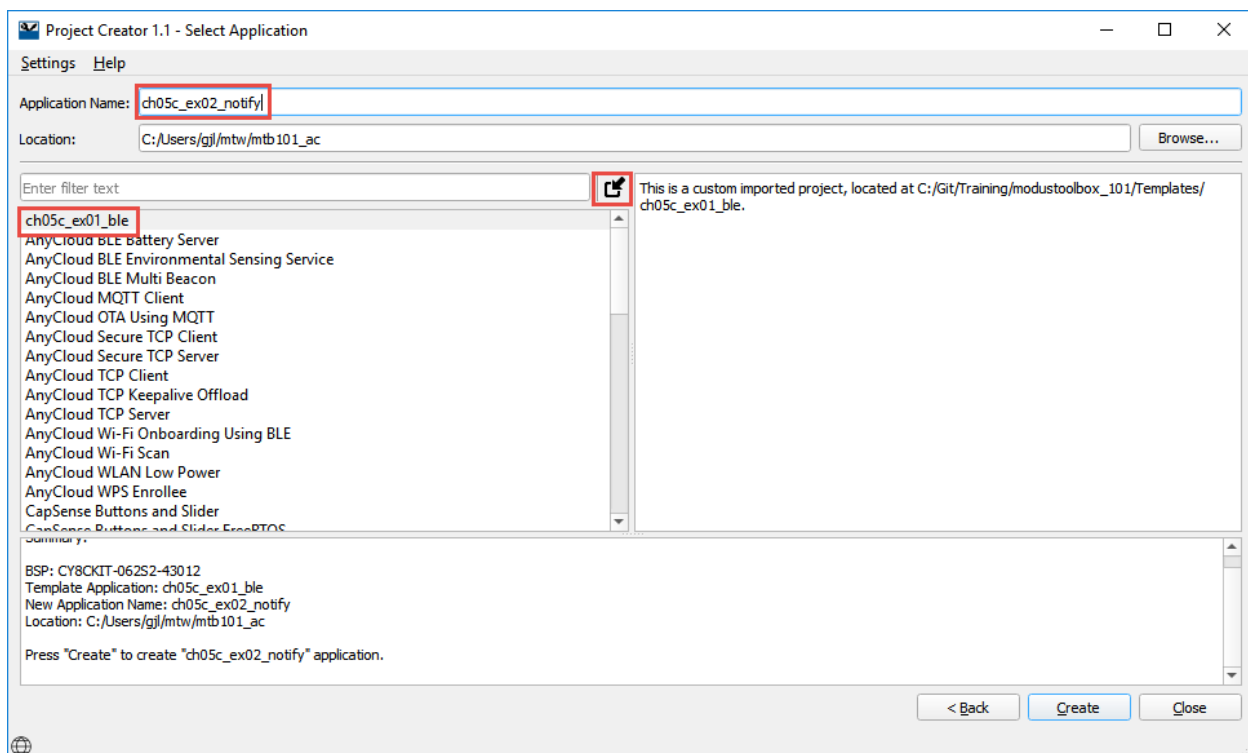 Project Creator 1.1 - Select Application
Settings Help
Application Name: ch05c_ex02_notify
Location: C:/Users/gjl/mtw/mtb101_ac Browse...
Enter filter text
This is a custom imported project, located at C:/Git/Training/modustoolbox_101/Templates/
ch05c_ex01_ble.
ch05c_ex01_ble
AnyCloud BLE Battery Server
AnyCloud BLE Environmental Sensing Service
AnyCloud BLE Multi Beacon
AnyCloud MQTT Client
AnyCloud OTA Using MQTT
AnyCloud Secure TCP Client
AnyCloud Secure TCP Server
AnyCloud TCP Client
AnyCloud TCP Keepalive Offload
AnyCloud TCP Server
AnyCloud Wi-Fi Onboarding Using BLE
AnyCloud Wi-Fi Scan
AnyCloud WLAN Low Power
AnyCloud WPS Enrollee
CapSense Buttons and Slider
CapSense Buttons and Slider FreeRTOS
Summary:
BSP: CY8CKIT-062S2-43012
Template Application: ch05c_ex01_ble
New Application Name: ch05c_ex02_notify
Location: C:/Users/gjl/mtw/mtb101_ac
Press "Create" to create "ch05c_ex02_notify" application.
< Back Create Close